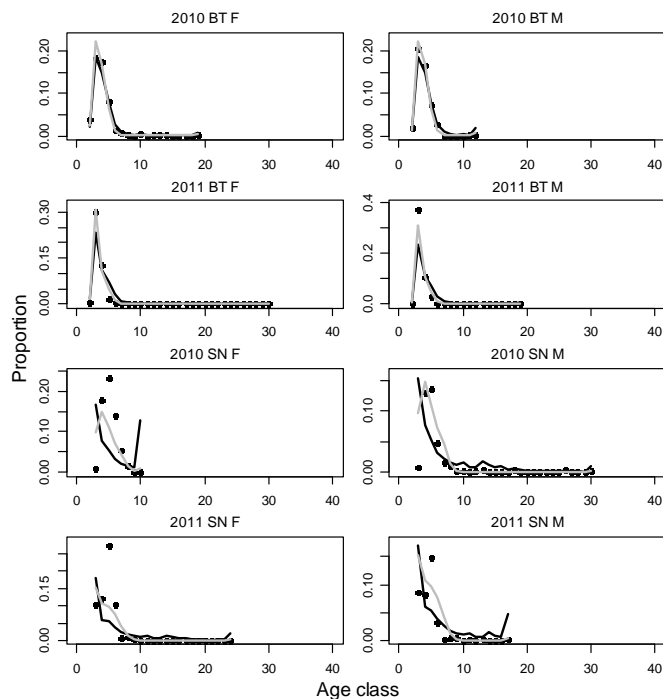 2010 BT F
2010 BT M
0.00 0.10 0.20
0 10 20 30 40
0.00 0.10 0.20
0 10 20 30 40
2011 BT F
2011 BT M
0.00 0.15 0.30
0 10 20 30 40
0.0 0.2 0.4
0 10 20 30 40
Proportion
2010 SN F
2010 SN M
0.00 0.10 0.20
0 10 20 30 40
0.00 0.10
0 10 20 30 40
2011 SN F
2011 SN M
0.00 0.15
0 10 20 30 40
0.00 0.10
0 10 20 30 40
Age class